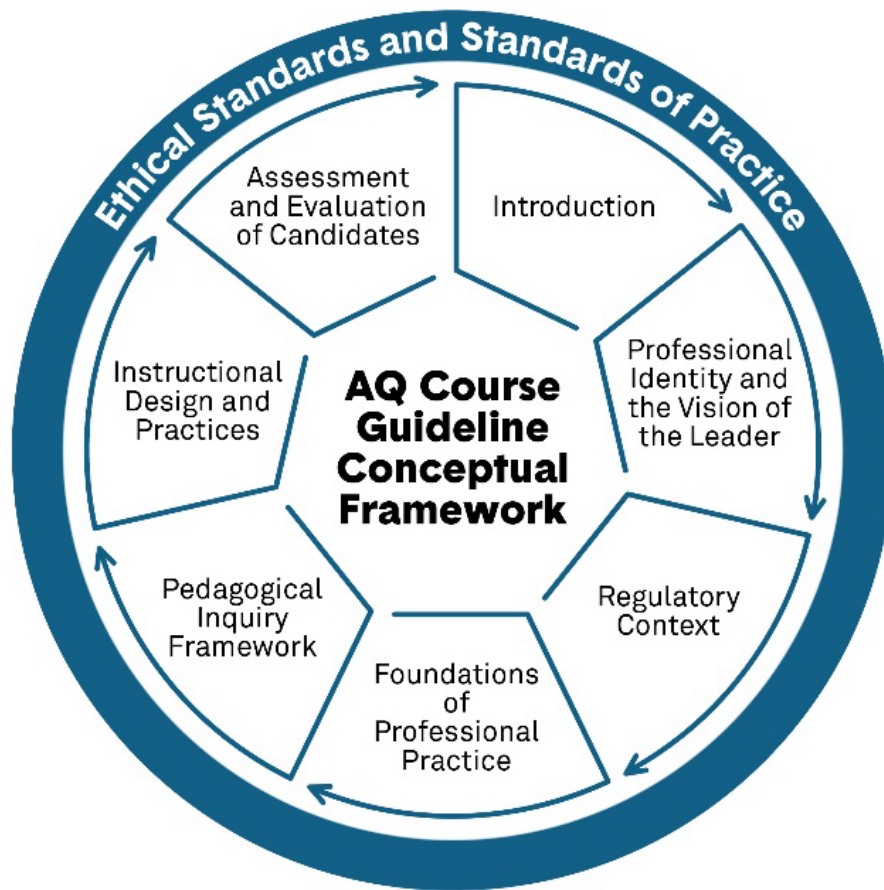 Ethical Standards and Standards of Practice
Introduction
Professional
Identity and
the Vision of
the Leader
Regulatory
Context
Foundations
of
Professional
Practice
Pedagogical
Inquiry
Framework
Instructional
Design and
Practices
Assessment
and Evaluation
of Candidates
AQ Course
Guideline
Conceptual
Framework